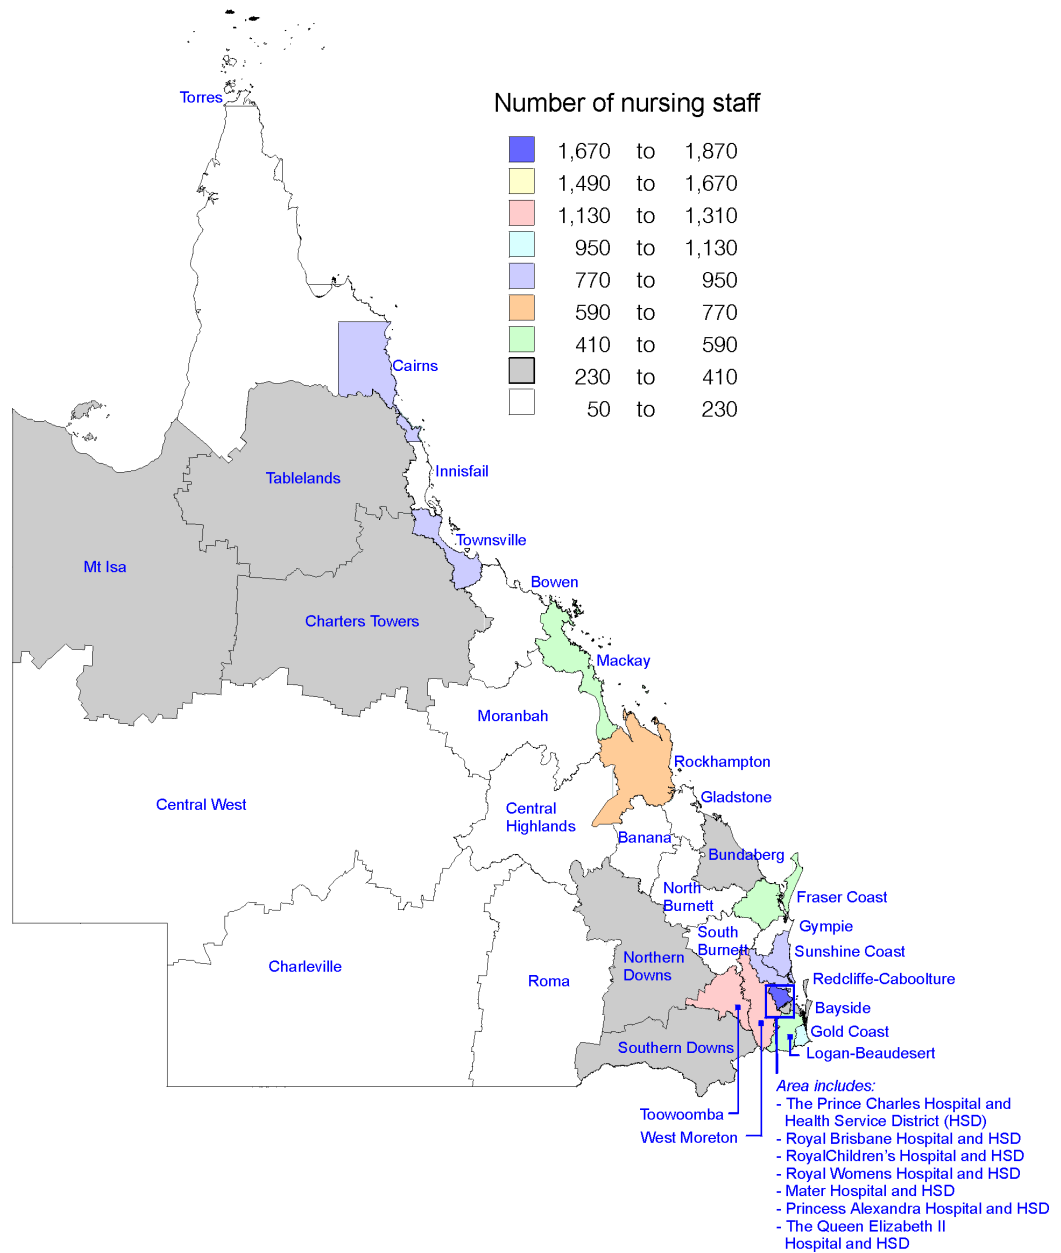 Torres
Number of nursing staff
1,670 to 1,870
1,490 to 1,670
1,130 to 1,310
950 to 1,130
770 to 950
590 to 770
410 to 590
230 to 410
50 to 230
Cairns
Innisfail
Tablelands
Townsville
Mt Isa
Bowen
Charters Towers
Mackay
Moranbah
Rockhampton
Gladstone
Central West
Central
Highlands
Banana
Bundaberg
North
Burnett
Fraser Coast
Gympie
South
Burnett
Sunshine Coast
Northern
Downs
Charleville
Roma
Redcliffe-Caboolture
Bayside
Gold Coast
Southern Downs
Logan-Beaudesert
Toowoomba
West Moreton
Area includes:
- The Prince Charles Hospital and
Health Service District (HSD)
- Royal Brisbane Hospital and HSD
- RoyalChildren's Hospital and HSD
- Royal Womens Hospital and HSD
- Mater Hospital and HSD
- Princess Alexandra Hospital and HSD
- The Queen Elizabeth II
Hospital and HSD